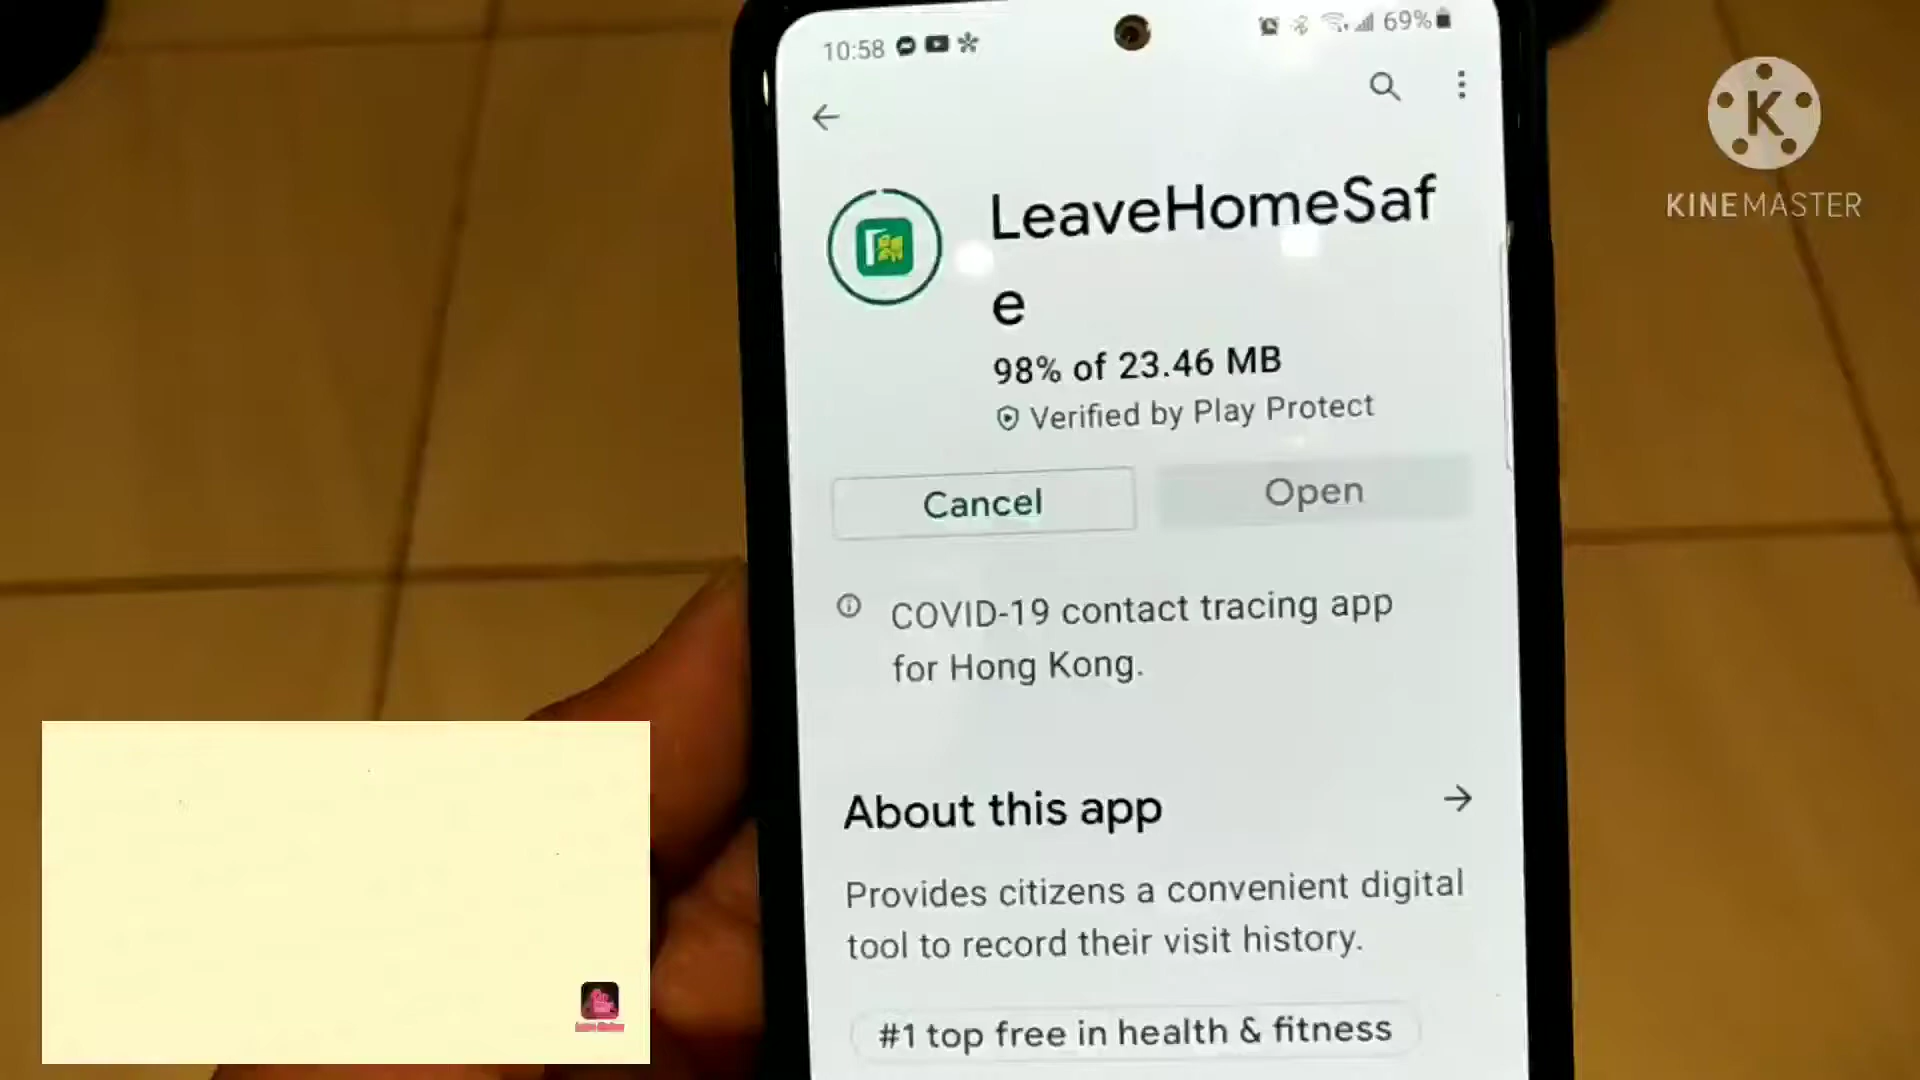 10:58
69%
K
KINEMASTER
LeaveHomeSaf
e
98% of 23.46 MB
Verified by Play Protect
Cancel
Open
COVID-19 contact tracing app
for Hong Kong.
About this app
Provides citizens a convenient digital
tool to record their visit history.
#1 top free in health & fitness